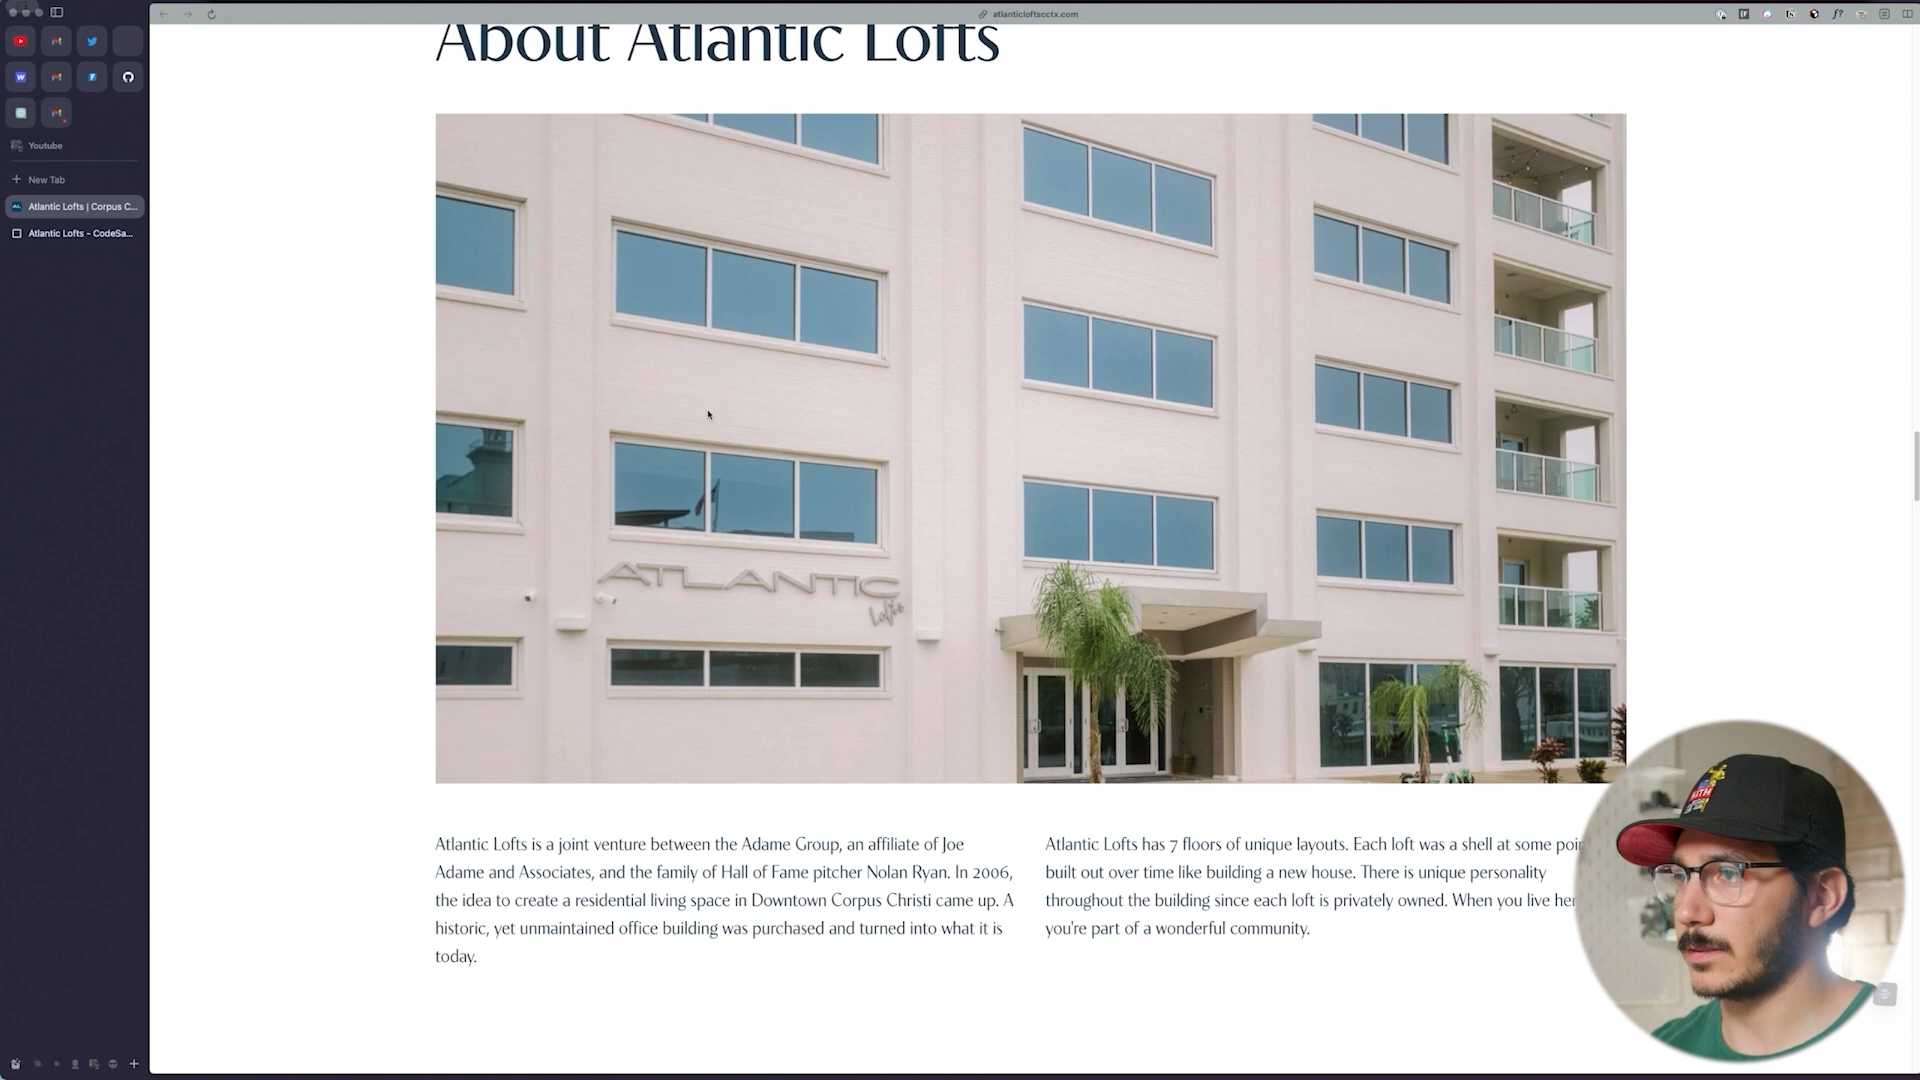 atlanticloftscctx.com
Youtube
New Tab
Atlantic Lofts | Corpus C...
Atlantic Lofts - CodeSa...
About Atlantic Lofts
ATLANTIC
Lofts
Atlantic Lofts is a joint venture between the Adame Group, an affiliate of Joe
Adame and Associates, and the family of Hall of Fame pitcher Nolan Ryan. In 2006,
the idea to create a residential living space in Downtown Corpus Christi came up. A
historic, yet unmaintained office building was purchased and turned into what it is
today.
Atlantic Lofts has 7 floors of unique layouts. Each loft was a shell at some poi
built out over time like building a new house. There is unique personality
throughout the building since each loft is privately owned. When you live he
you're part of a wonderful community.
KITH